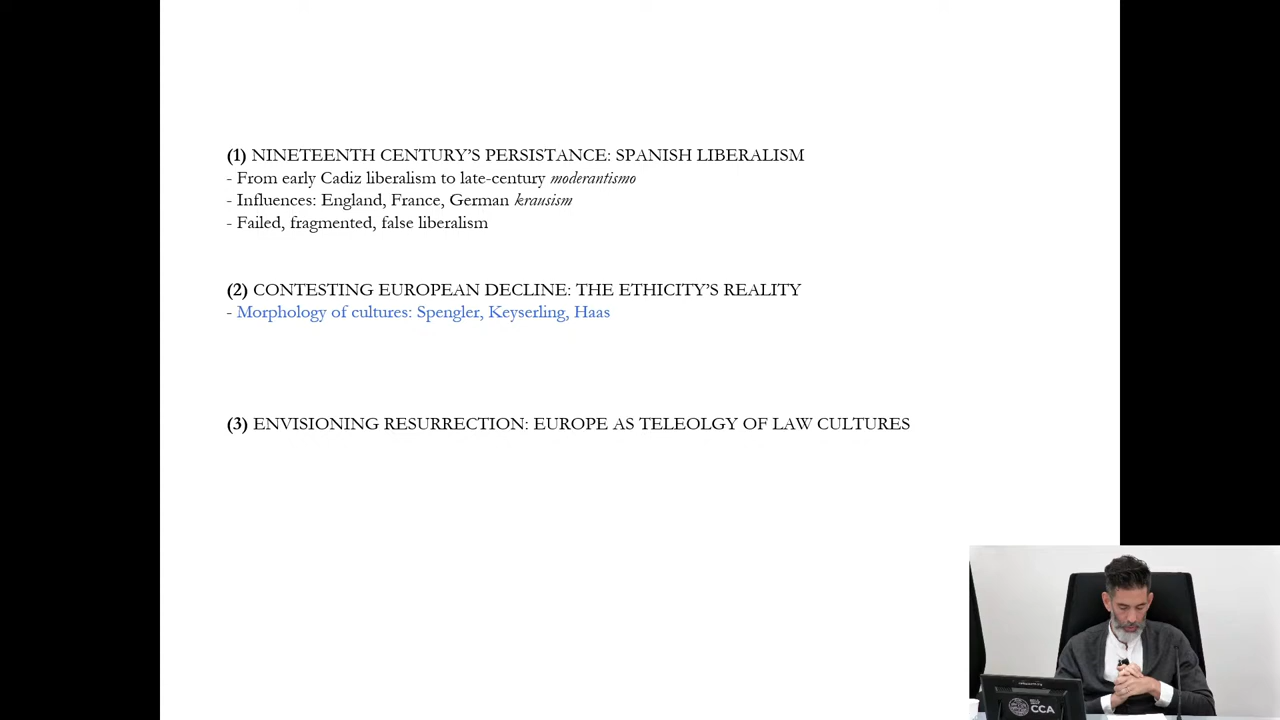 (1) NINETEENTH CENTURY'S PERSISTANCE: SPANISH LIBERALISM
- From early Cadiz liberalism to late-century moderantismo
- Influences: England, France, German krausism
- Failed, fragmented, false liberalism
(2) CONTESTING EUROPEAN DECLINE: THE ETHICITY'S REALITY
- Morphology of cultures: Spengler, Keyserling, Haas
(3) ENVISIONING RESURRECTION: EUROPE AS TELEOLGY OF LAW CULTURES
CCA